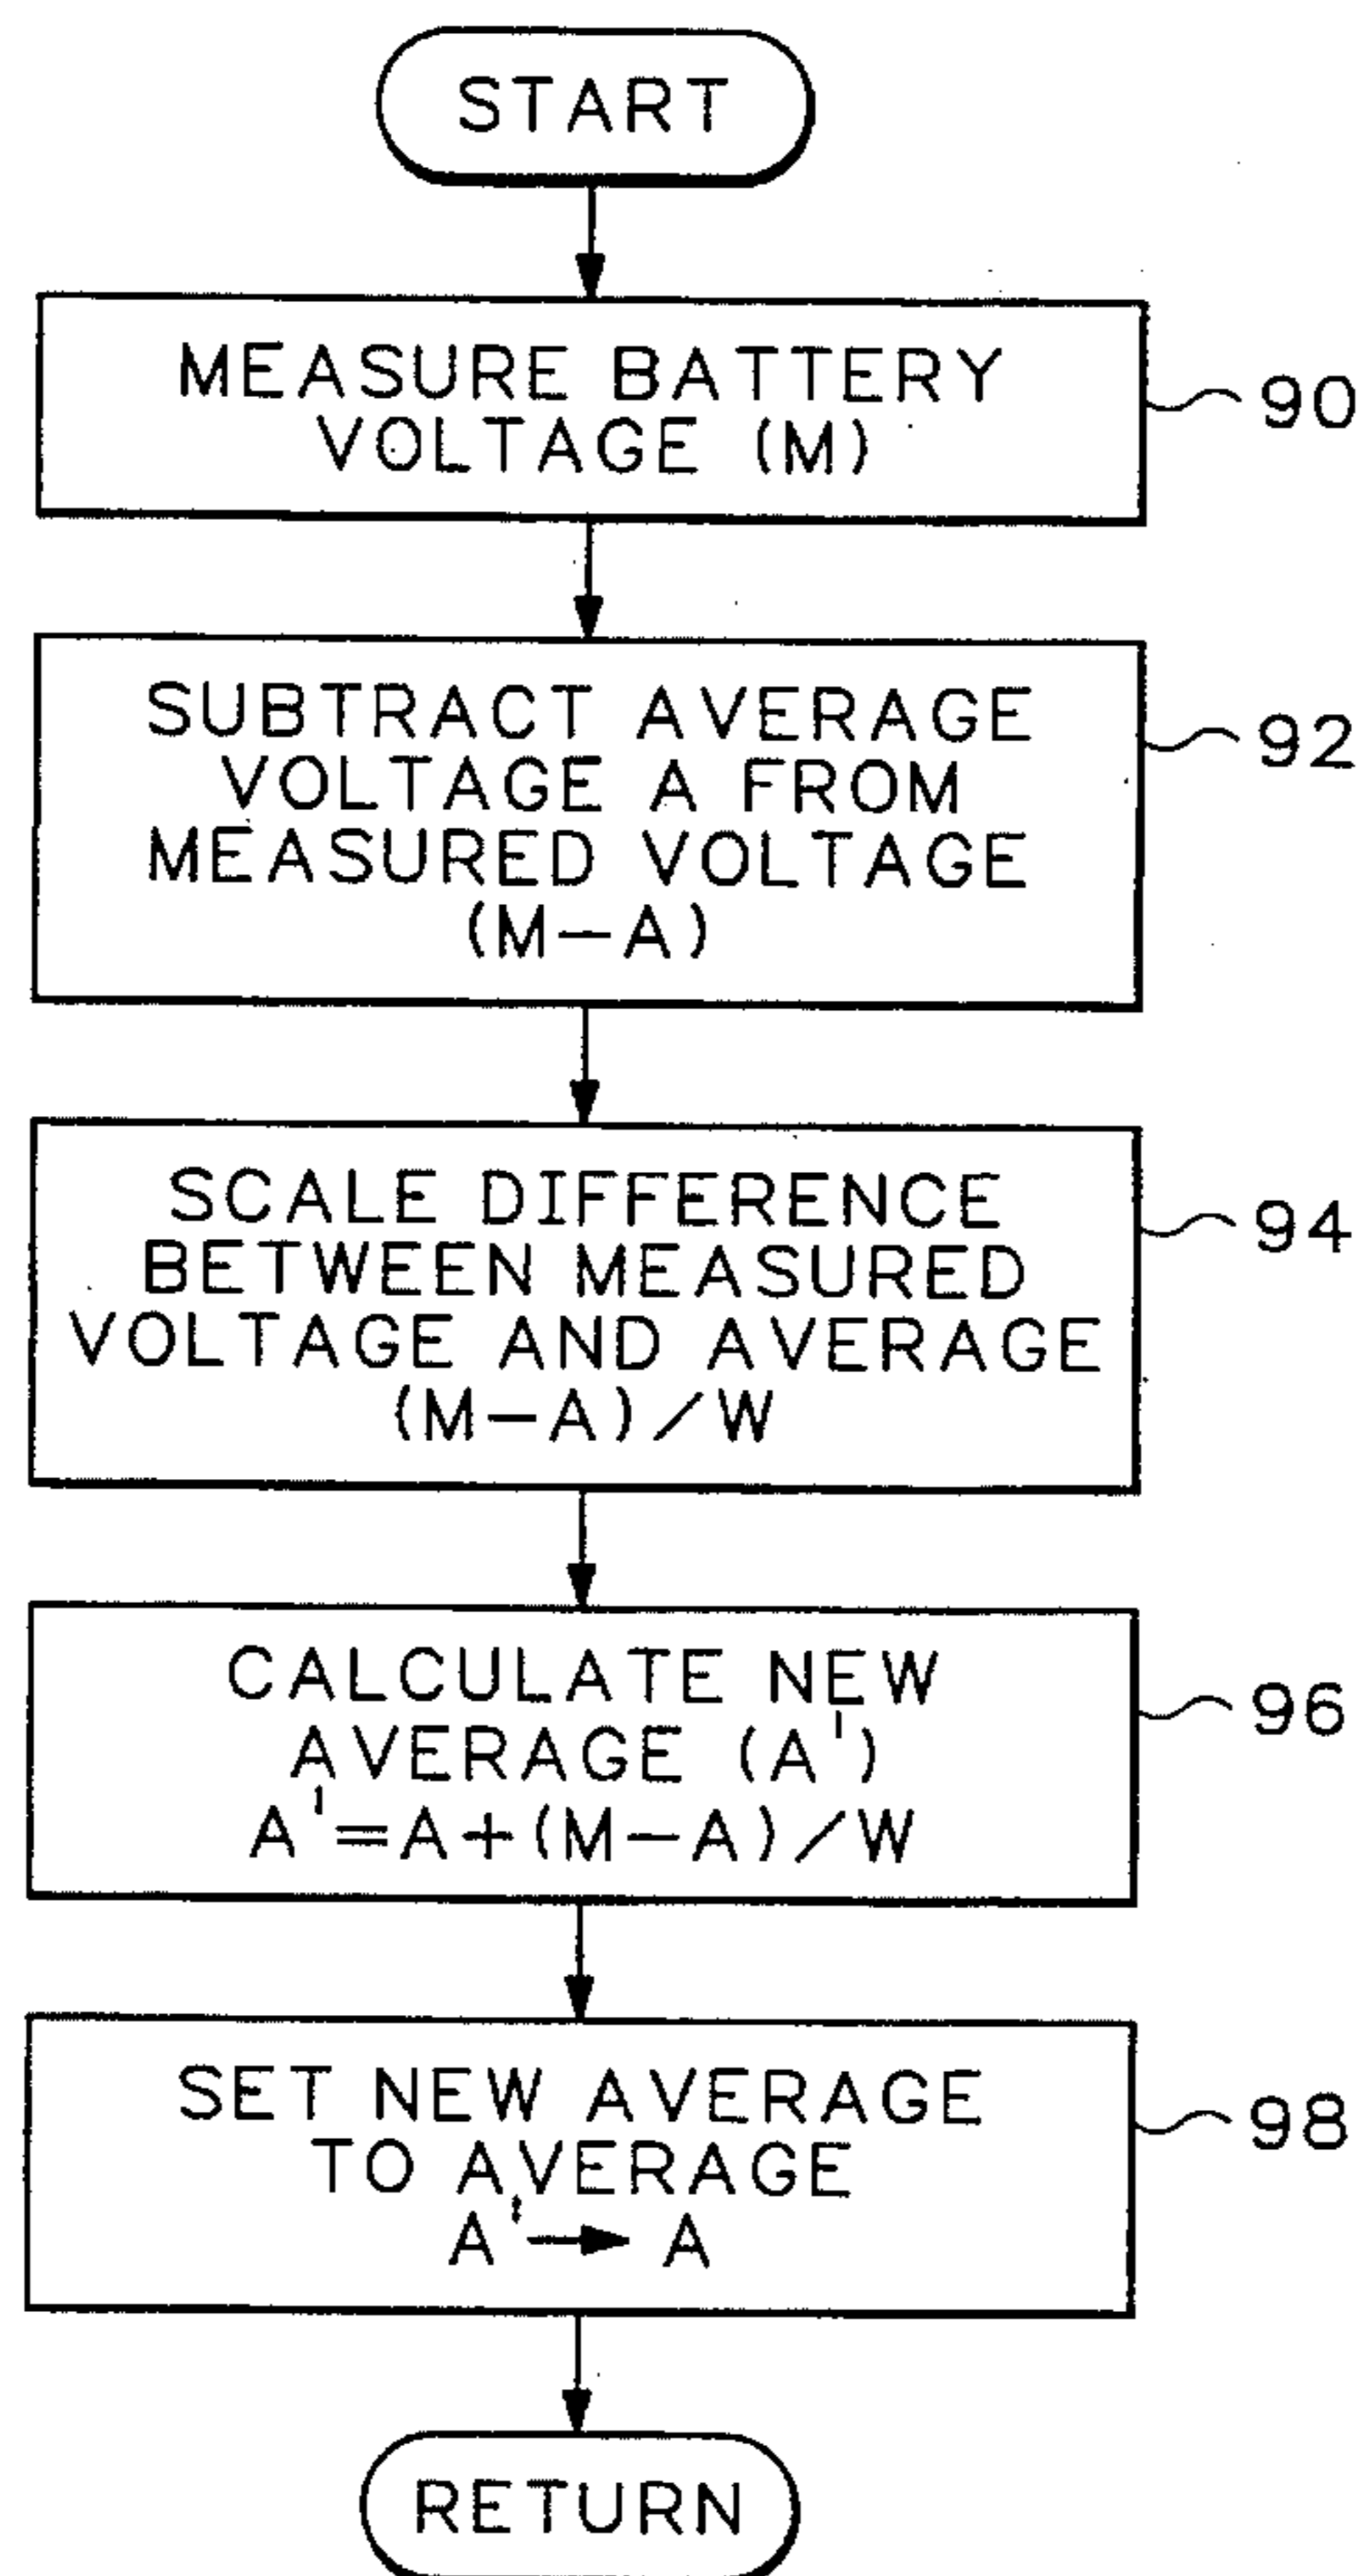 START
MEASURE BATTERY
VOLTAGE (M)
90
SUBTRACT AVERAGE
VOLTAGE A FROM
MEASURED VOLTAGE
(M-A)
92
SCALE DIFFERENCE
BETWEEN MEASURED
VOLTAGE AND AVERAGE
(M-A)/W
94
CALCULATE NEW
AVERAGE (A')
A'=A+(M-A)/W
96
SET NEW AVERAGE
TO AVERAGE
A'→ A
98
RETURN